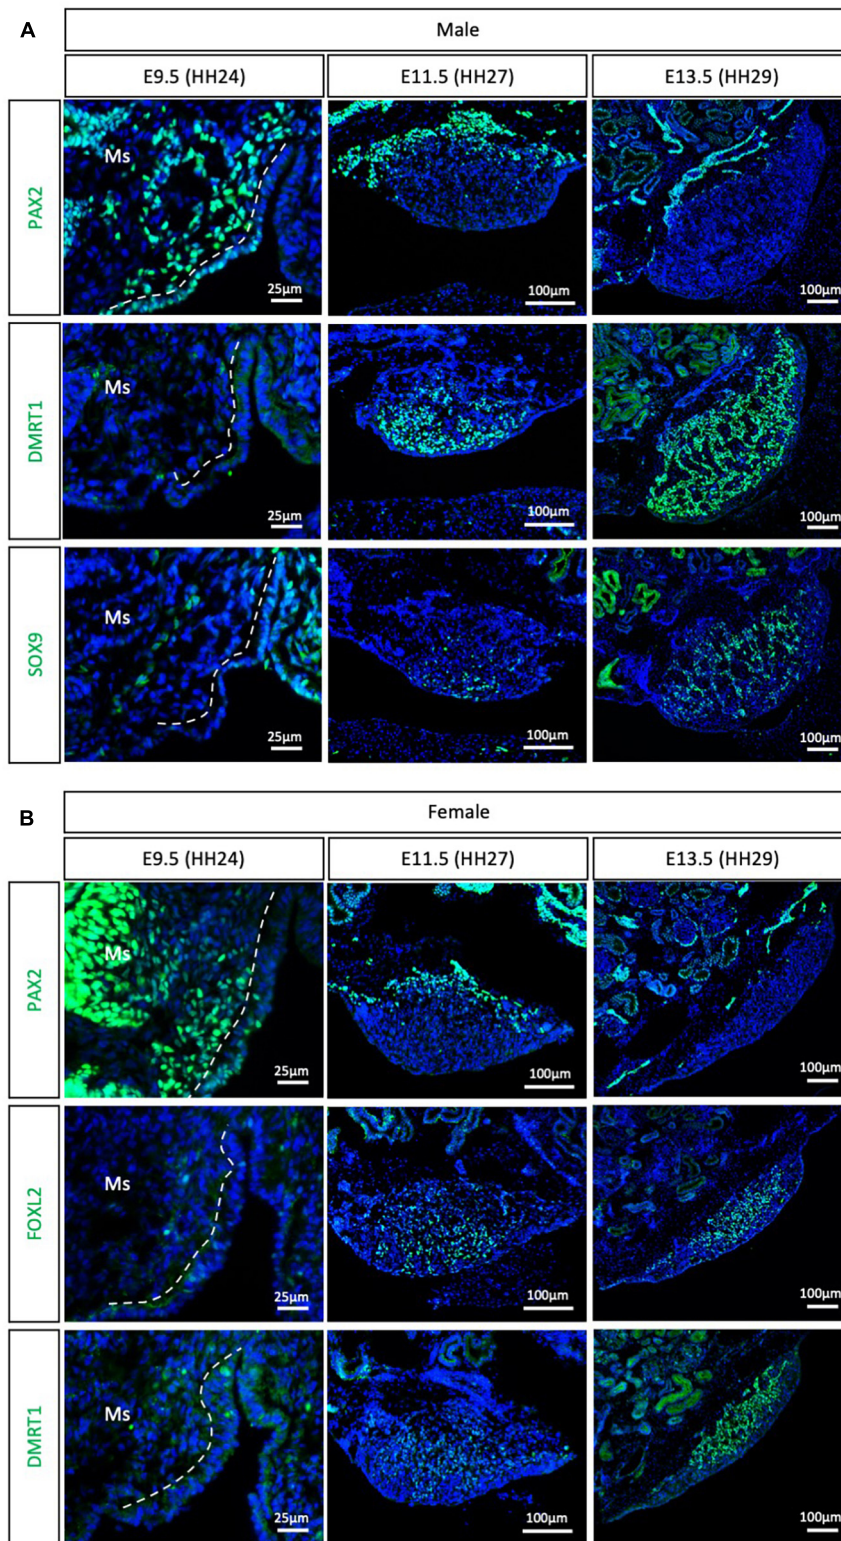 A
Male
E9.5 (HH24)
E11.5 (HH27)
E13.5 (HH29)
PAX2
Ms
25µm
100µm
100µm
DMRT1
Ms
25µm
100µm
100µm
SOX9
Ms
25µm
100µm
100µm
B
Female
E9.5 (HH24)
E11.5 (HH27)
E13.5 (HH29)
PAX2
Ms
25µm
100µm
100µm
FOXL2
Ms
25µm
100µm
100µm
DMRT1
Ms
25µm
100µm
100µm